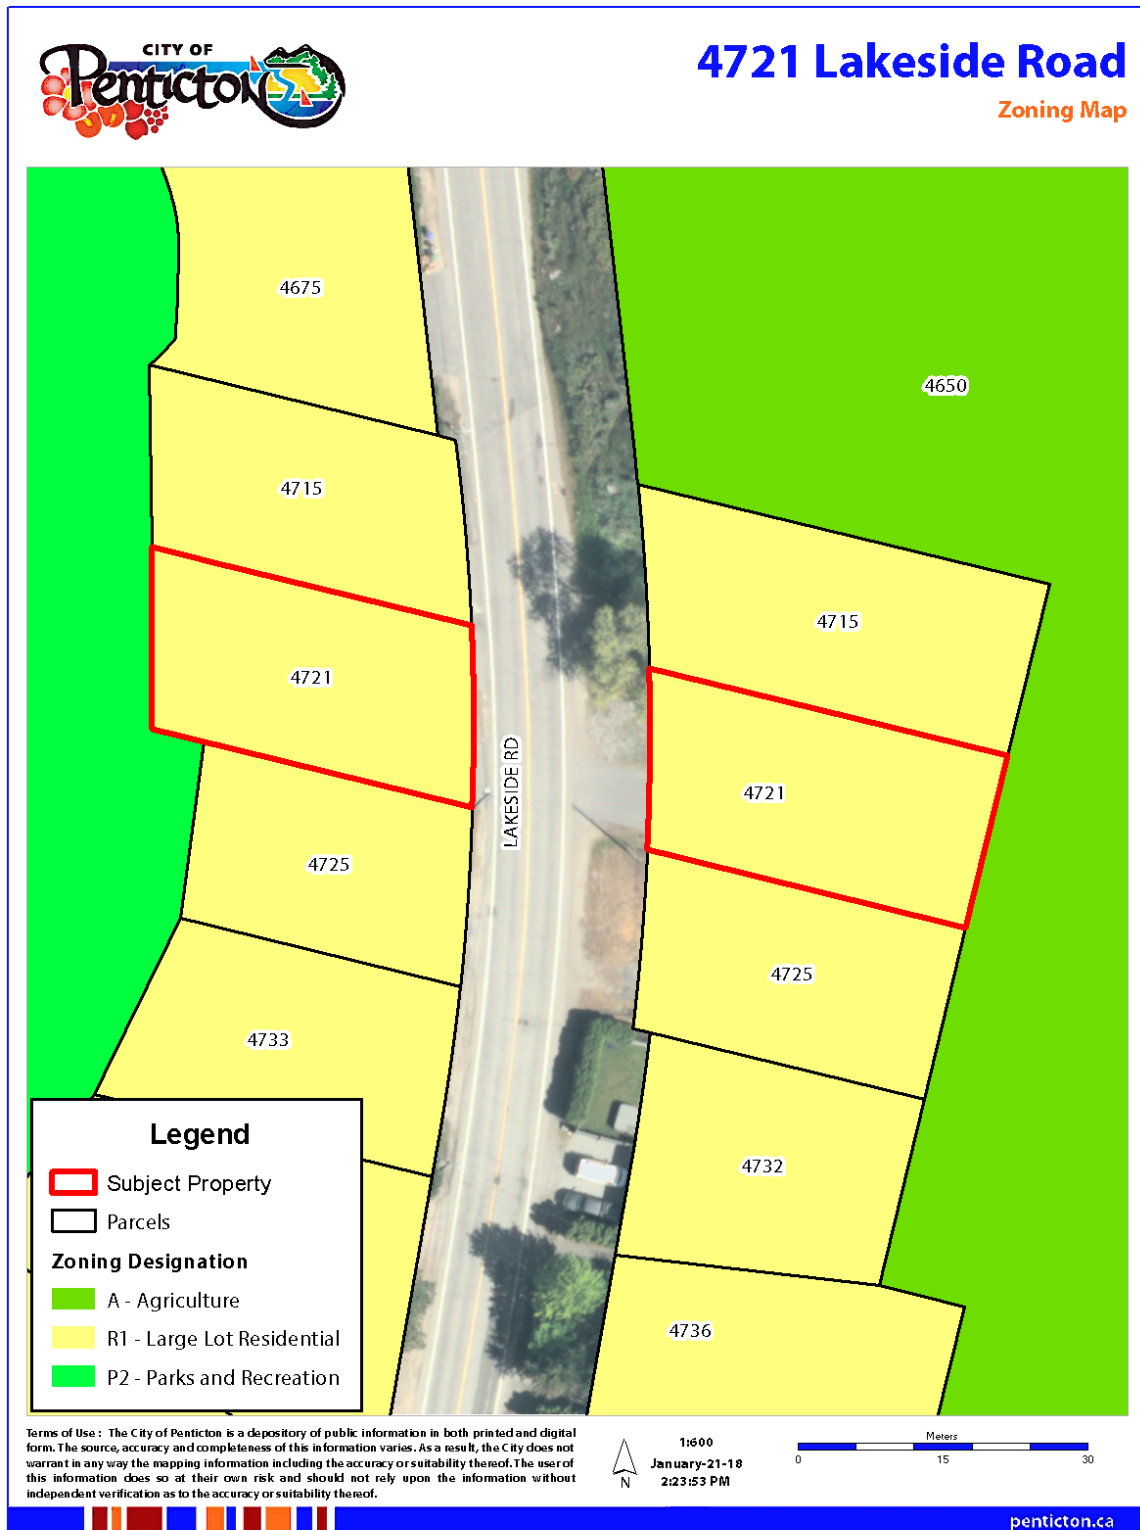 CITY OF
Penticton
4721 Lakeside Road
Zoning Map
4675
4650
4715
4715
4721
4721
LAKESIDE RD
4725
4725
4733
4732
4736
Legend
Subject Property
Parcels
Zoning Designation
A - Agriculture
R1 - Large Lot Residential
P2 - Parks and Recreation
Terms of Use : The City of Penticton is a depository of public information in both printed and digital
form. The source, accuracy and completeness of this information varies. As a result, the City does not
warrant in any way the mapping information including the accuracy or suitability thereof. The user of
this information does so at their own risk and should not rely upon the information without
independent verification as to the accuracy or suitability thereof.
N
1:600
January-21-18
2:23:53 PM
Meters
0 15 30
penticton.ca